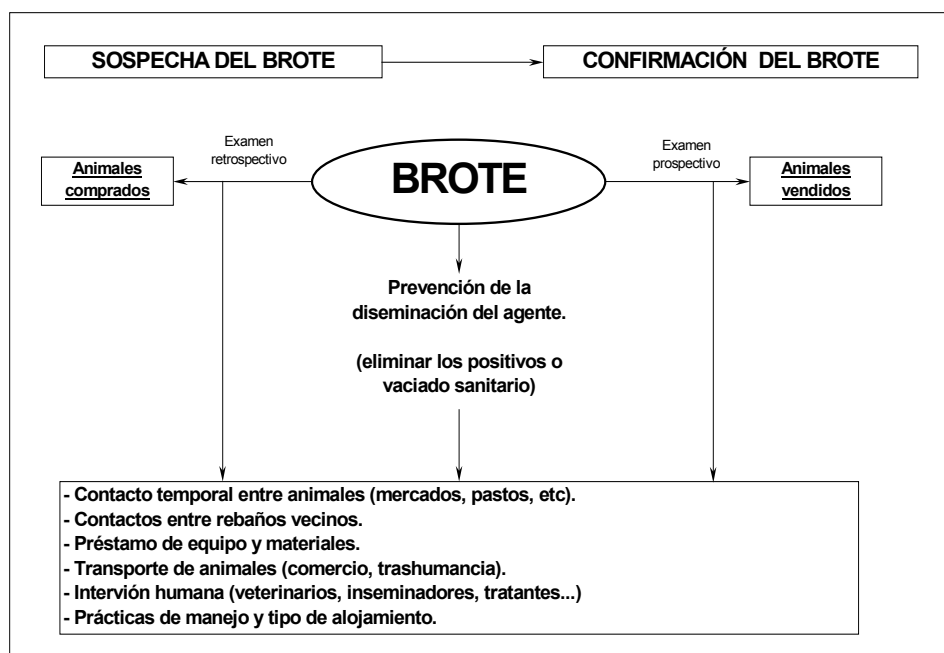 SOSPECHA DEL BROTE
CONFIRMACIÓN DEL BROTE
Examen
retrospectivo
Examen
prospectivo
Animales
comprados
BROTE
Animales
vendidos
Prevención de la
diseminación del agente.
(eliminar los positivos o
vaciado sanitario)
- Contacto temporal entre animales (mercados, pastos, etc).
- Contactos entre rebaños vecinos.
- Préstamo de equipo y materiales.
- Transporte de animales (comercio, trashumancia).
- Intervión humana (veterinarios, inseminadores, tratantes...)
- Prácticas de manejo y tipo de alojamiento.